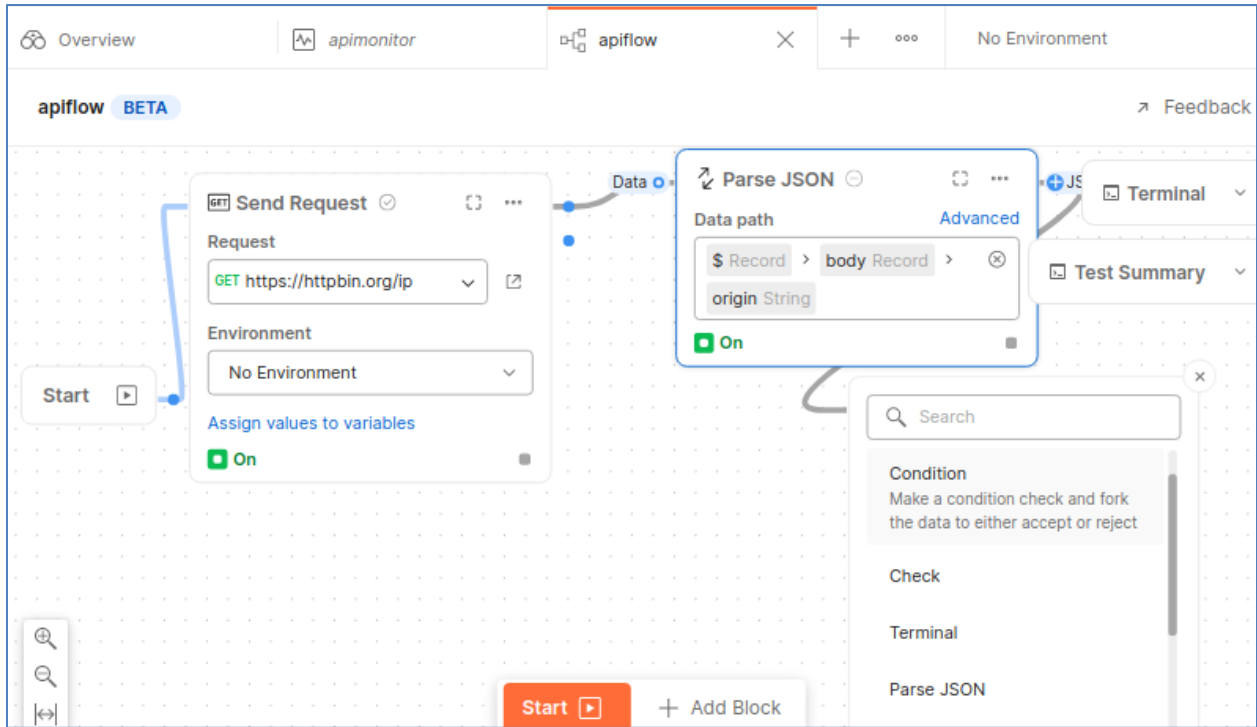 Overview
apimonitor
apiflow
No Environment
apiflow BETA
Feedback
GET Send Request
Request
GET https://httpbin.org/ip
Environment
No Environment
Assign values to variables
On
Start
Data
Parse JSON
Data path
Advanced
$ Record > body Record >
origin String
On
JS
Terminal
Test Summary
Search
Condition
Make a condition check and fork
the data to either accept or reject
Check
Terminal
Parse JSON
Start
Add Block